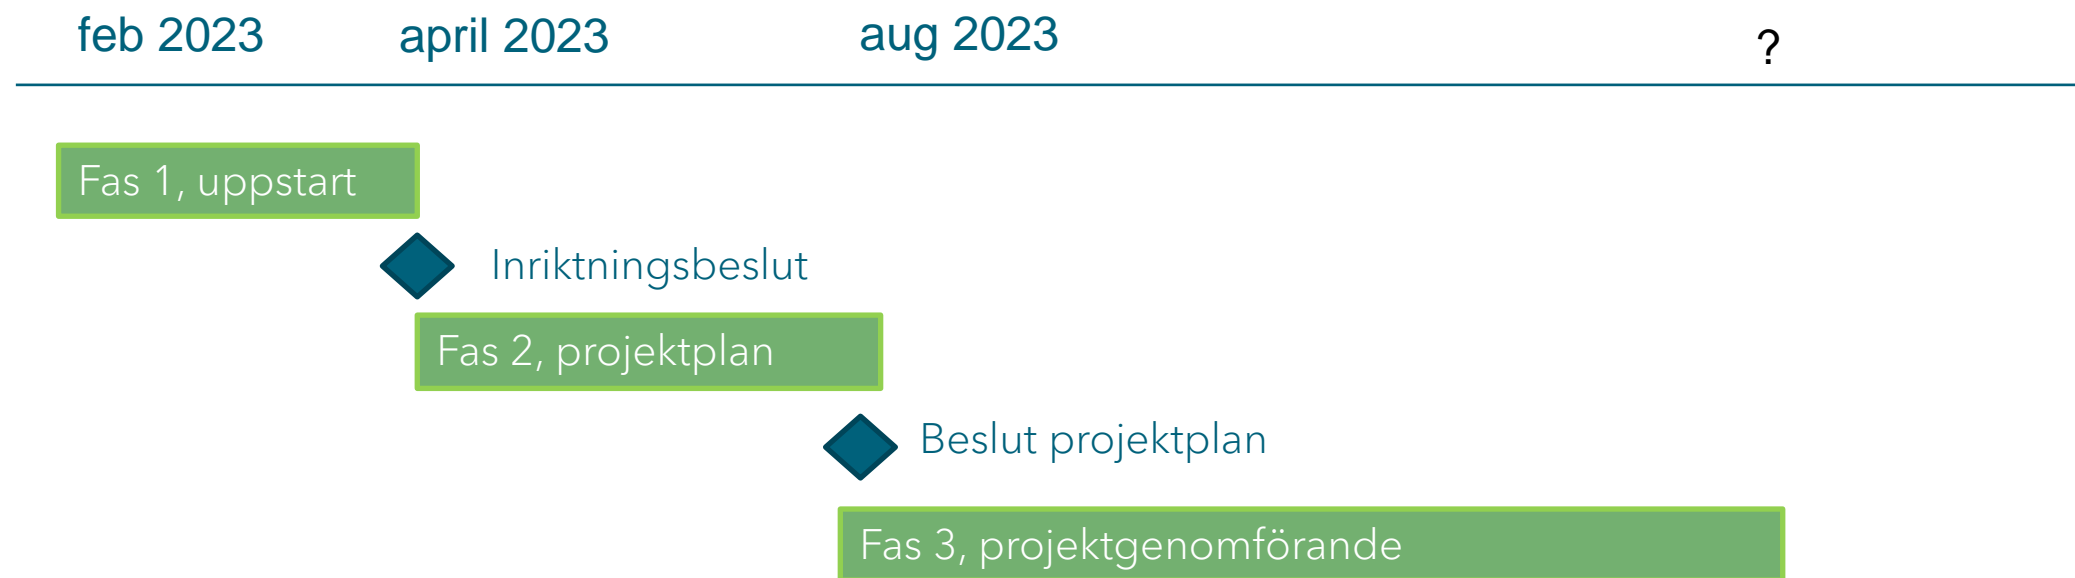 feb 2023 april 2023 aug 2023 ?
Fas 1, uppstart
Inriktningsbeslut
Fas 2, projektplan
Beslut projektplan
Fas 3, projektgenomförande